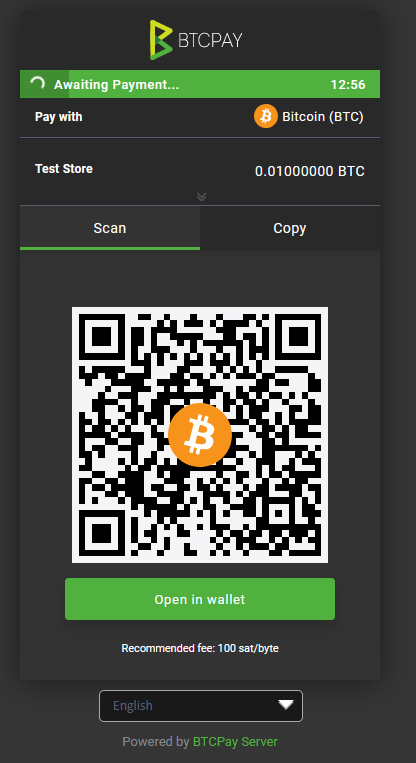 BTCPAY
Awaiting Payment... 12:56
Pay with Bitcoin (BTC)
Test Store 0.01000000 BTC
Scan Copy
Open in wallet
Recommended fee: 100 sat/byte
English
Powered by BTCPay Server